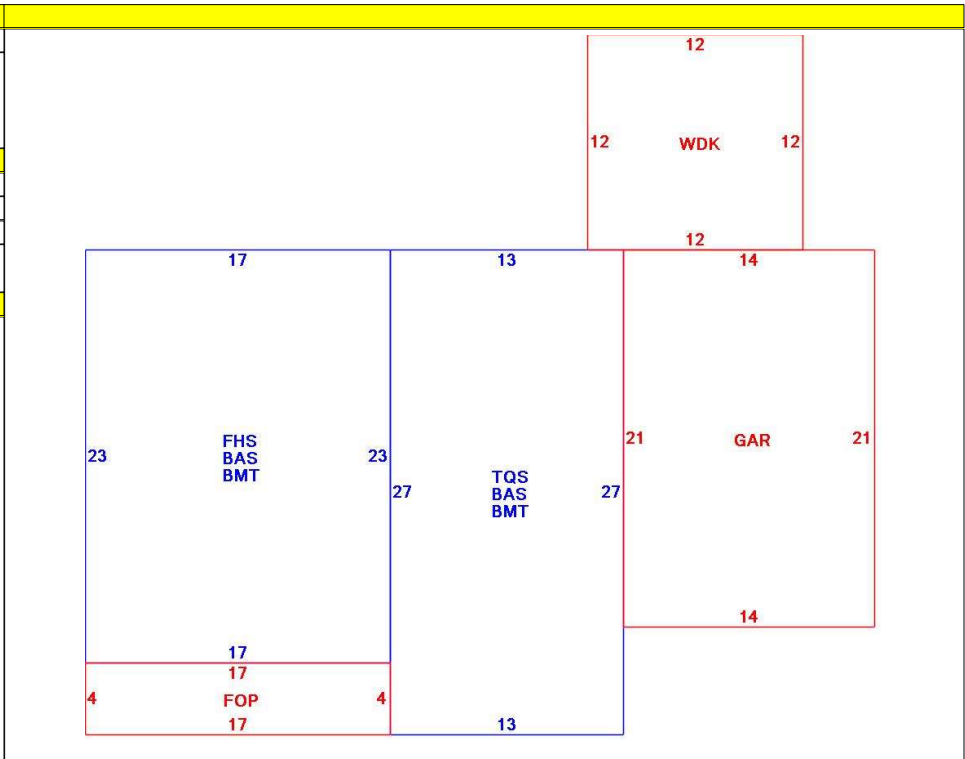 12
12 WDK 12
12
17 13 14
FHS
BAS
BMT
23 23
TQS
BAS
BMT
27 27
21 GAR 21
14
17
17
4 FOP 4
17 13